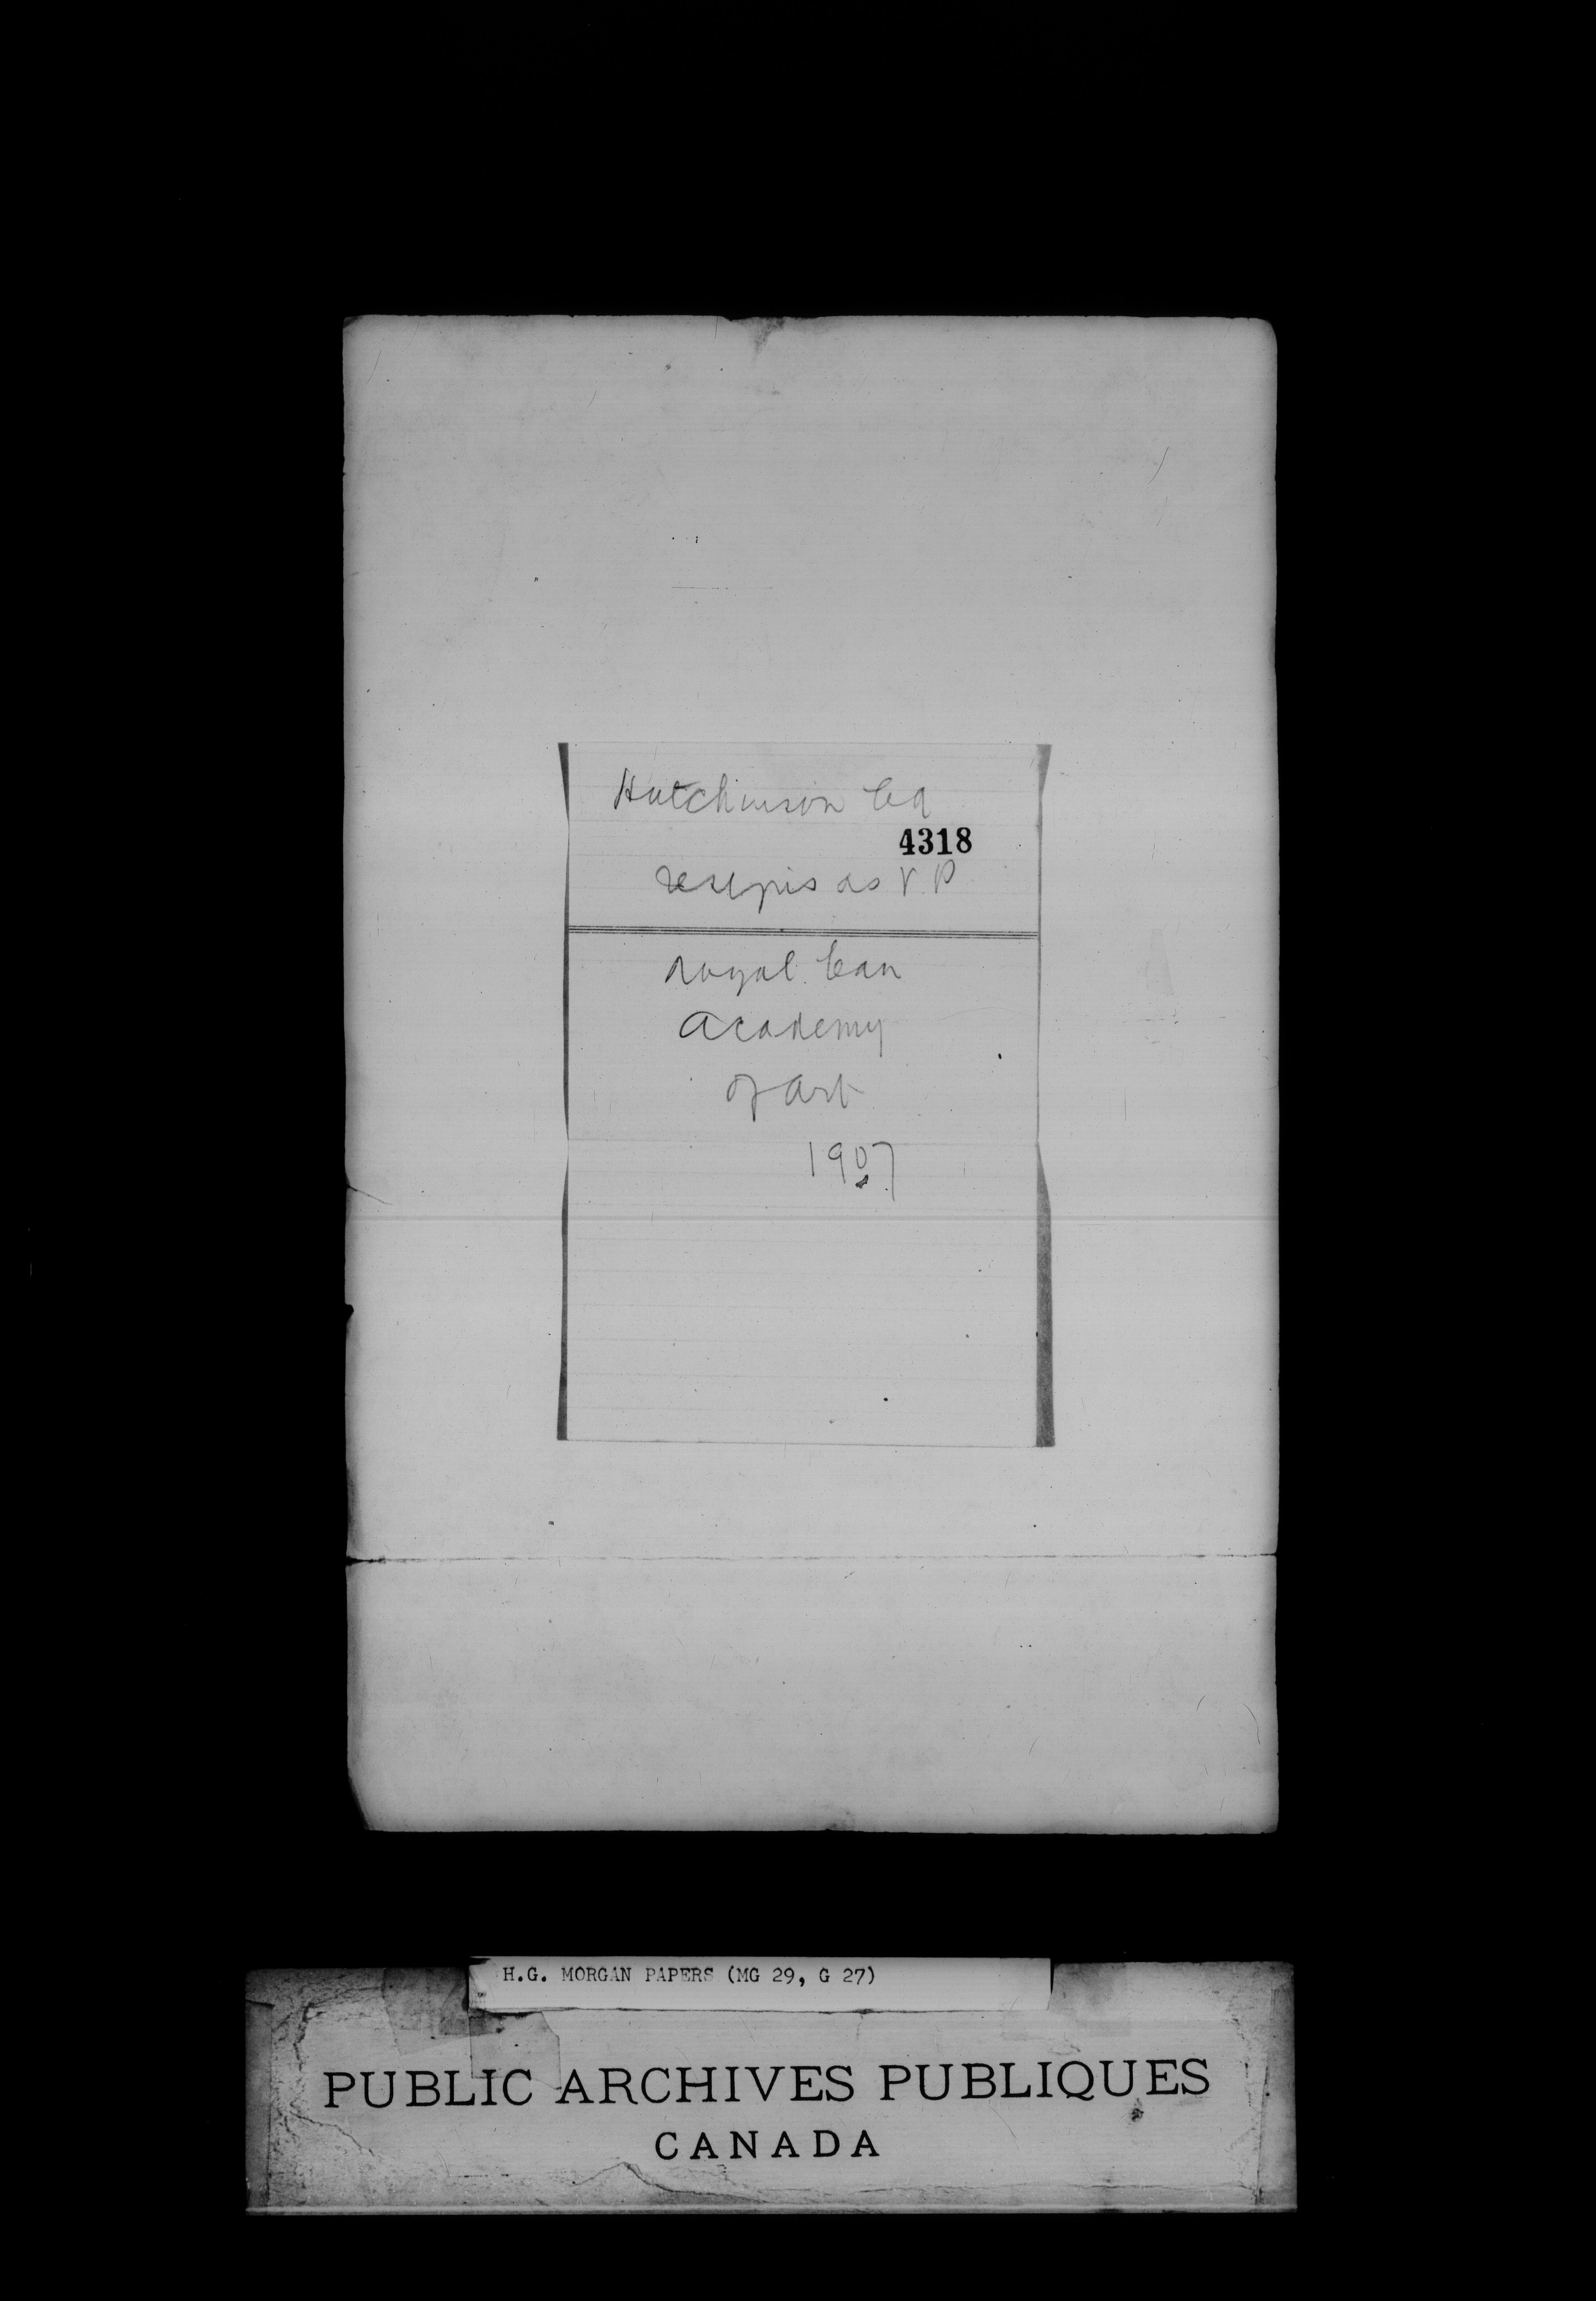 Hutchinson
4318
resigns as V. P
Royal Can
Academy
of Art
1907
H.G. MORGAN PAPERS (MG 29, G 27)
PUBLIC ARCHIVES PUBLIQUES
CANADA